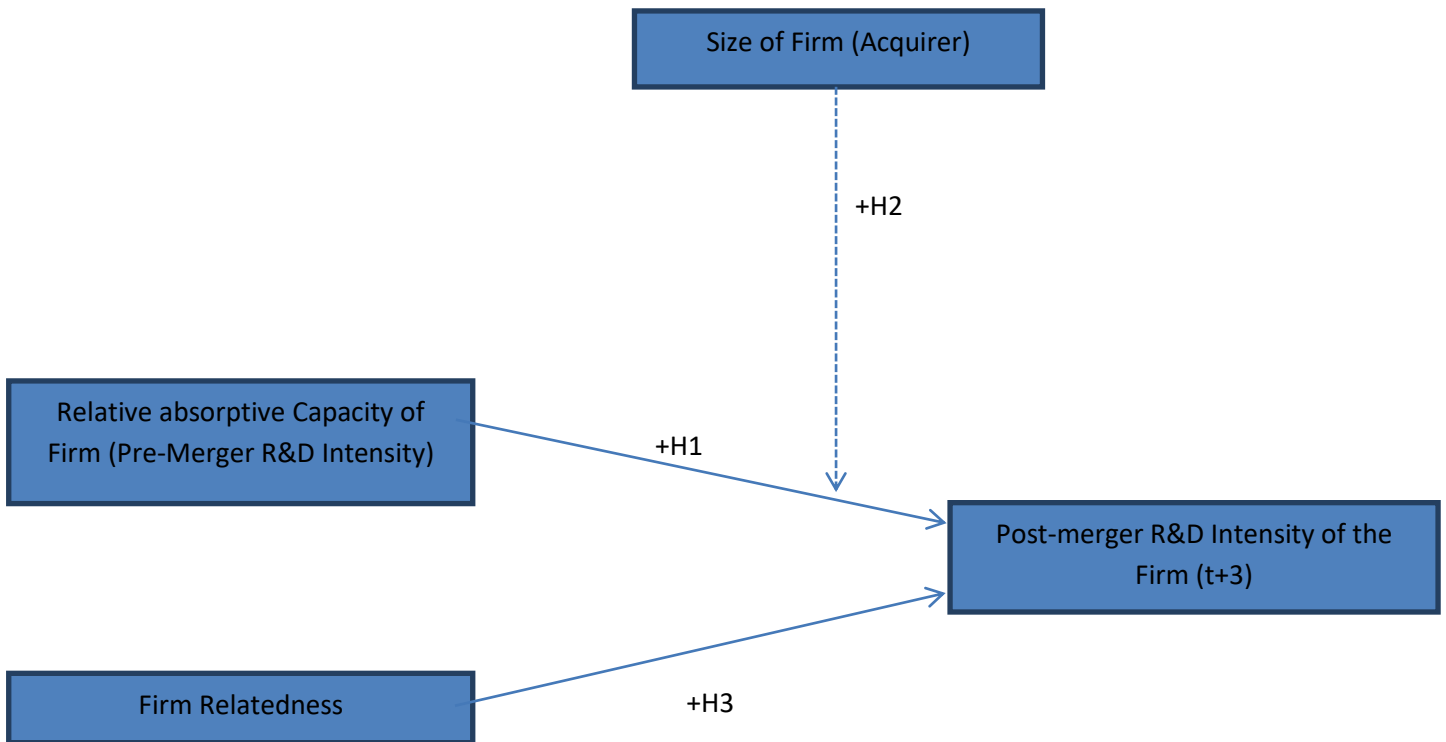 Size of Firm (Acquirer)
+H2
Relative absorptive Capacity of
Firm (Pre-Merger R&D Intensity)
+H1
Post-merger R&D Intensity of the
Firm (t+3)
Firm Relatedness
+H3